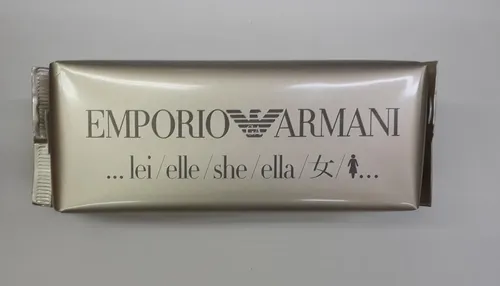 EMPORIO ARMANI
...lei/elle/she/ella/女/...